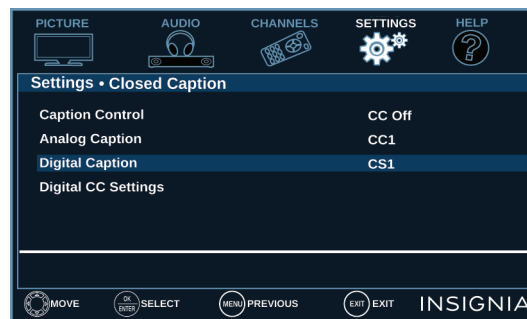 PICTURE AUDIO CHANNELS SETTINGS HELP
Settings • Closed Caption
Caption Control CC Off
Analog Caption CC1
Digital Caption CS1
Digital CC Settings
MOVE OK ENTER SELECT MENU PREVIOUS EXIT EXIT INSIGNIA